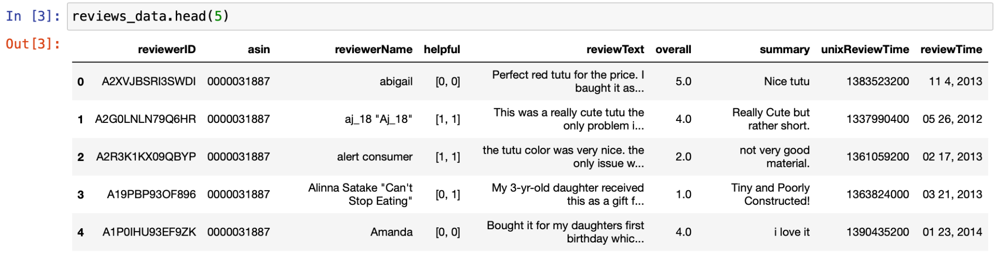 In [3]: reviews_data.head(5)
Out[3]:
reviewerID asin reviewerName helpful reviewText overall summary unixReviewTime reviewTime
0 A2XVJBSRI3SWDI 0000031887 abigail [0, 0] Perfect red tutu for the price. I baught it as... 5.0 Nice tutu 1383523200 11 4, 2013
1 A2G0LNLN79Q6HR 0000031887 aj_18 "Aj_18" [1, 1] This was a really cute tutu the only problem i... 4.0 Really Cute but rather short. 1337990400 05 26, 2012
2 A2R3K1KX09QBYP 0000031887 alert consumer [1, 1] the tutu color was very nice. the only issue w... 2.0 not very good material. 1361059200 02 17, 2013
3 A19PBP93OF896 0000031887 Alinna Satake "Can't Stop Eating" [0, 1] My 3-yr-old daughter received this as a gift f... 1.0 Tiny and Poorly Constructed! 1363824000 03 21, 2013
4 A1P0IHU93EF9ZK 0000031887 Amanda [0, 0] Bought it for my daughters first birthday whic... 4.0 i love it 1390435200 01 23, 2014